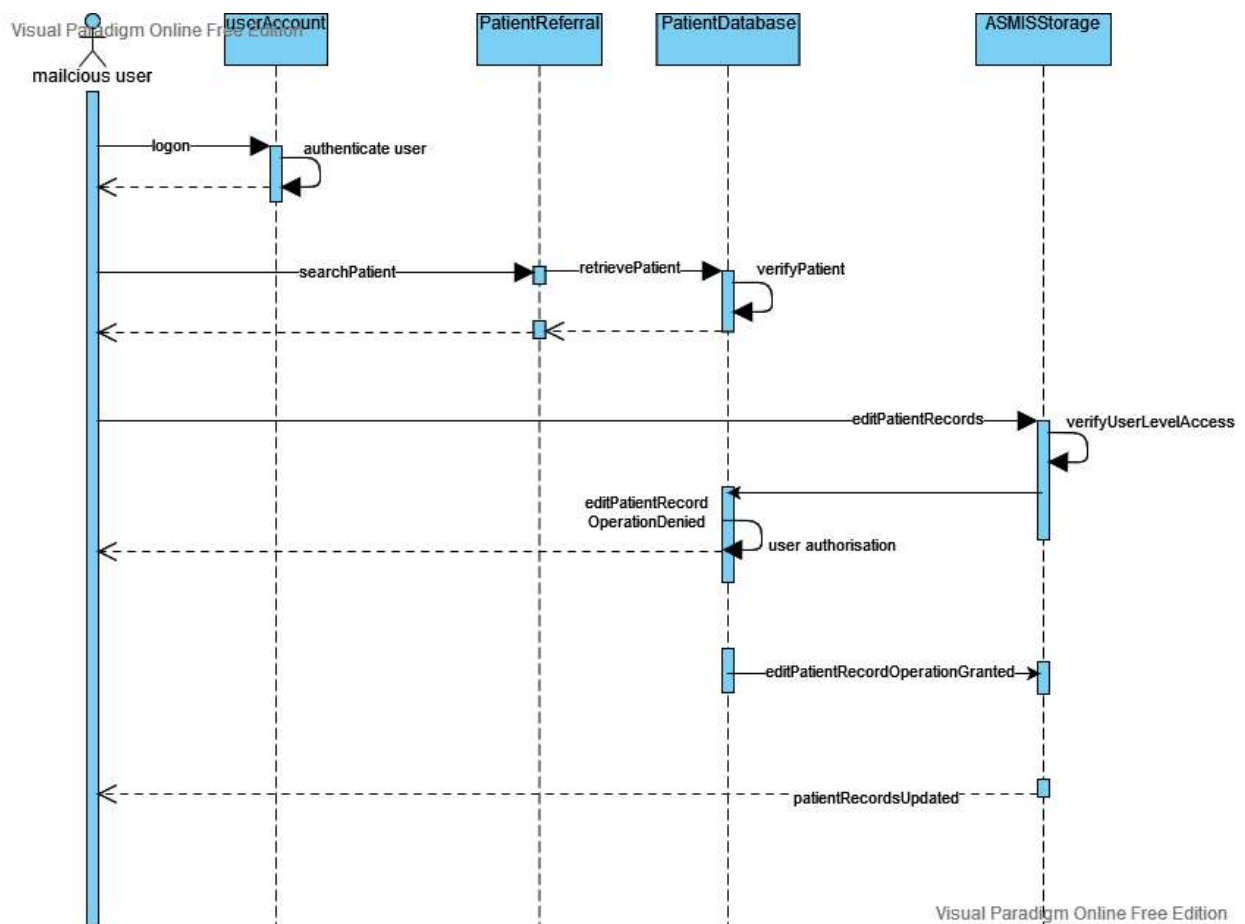 Visual Paradigm Online Free Edition
userAccount
PatientReferral
PatientDatabase
ASMISStorage
mailcious user
logon
authenticate user
searchPatient
retrievePatient
verifyPatient
editPatientRecords
verifyUserLevelAccess
editPatientRecord
OperationDenied
user authorisation
editPatientRecordOperationGranted
patientRecordsUpdated
Visual Paradigm Online Free Edition